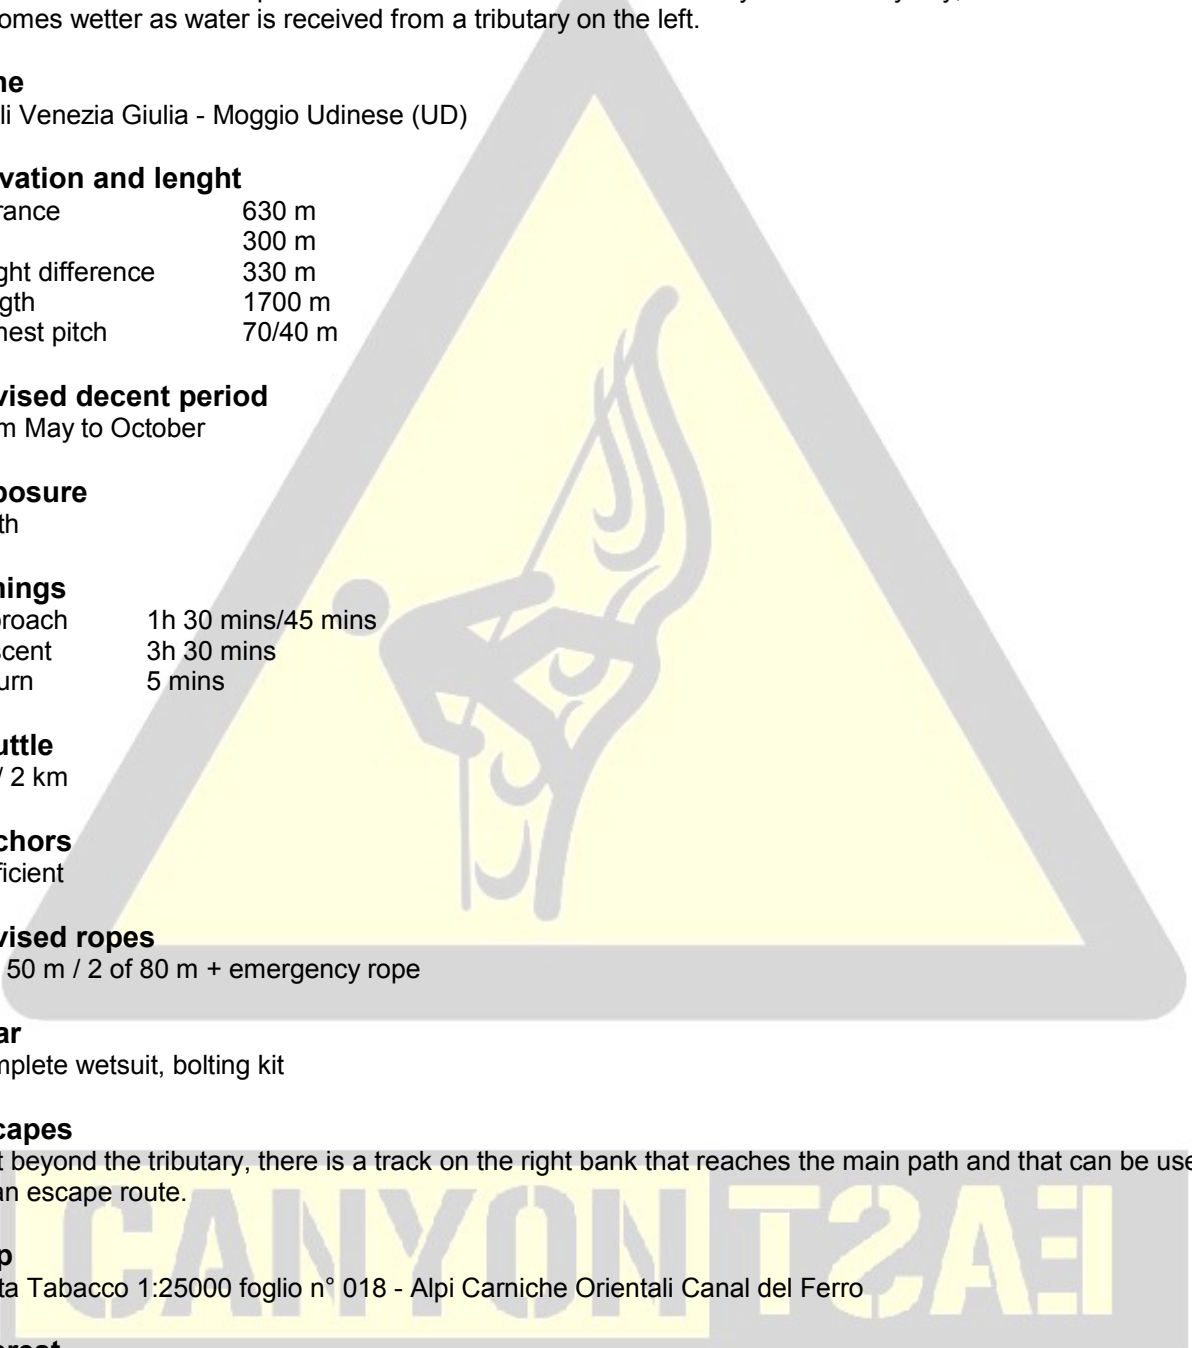 omes wetter as water is received from a tributary on the left.
ne
li Venezia Giulia - Moggio Udinese (UD)
vation and lenght
rance 630 m
300 m
ght difference 330 m
gth 1700 m
nest pitch 70/40 m
vised decent period
m May to October
posure
th
nings
roach 1h 30 mins/45 mins
scent 3h 30 mins
urn 5 mins
uttle
/ 2 km
chors
ficient
vised ropes
50 m / 2 of 80 m + emergency rope
ar
mplete wetsuit, bolting kit
capes
t beyond the tributary, there is a track on the right bank that reaches the main path and that can be use
an escape route.
p
ta Tabacco 1:25000 foglio n° 018 - Alpi Carniche Orientali Canal del Ferro
CANYON EAST